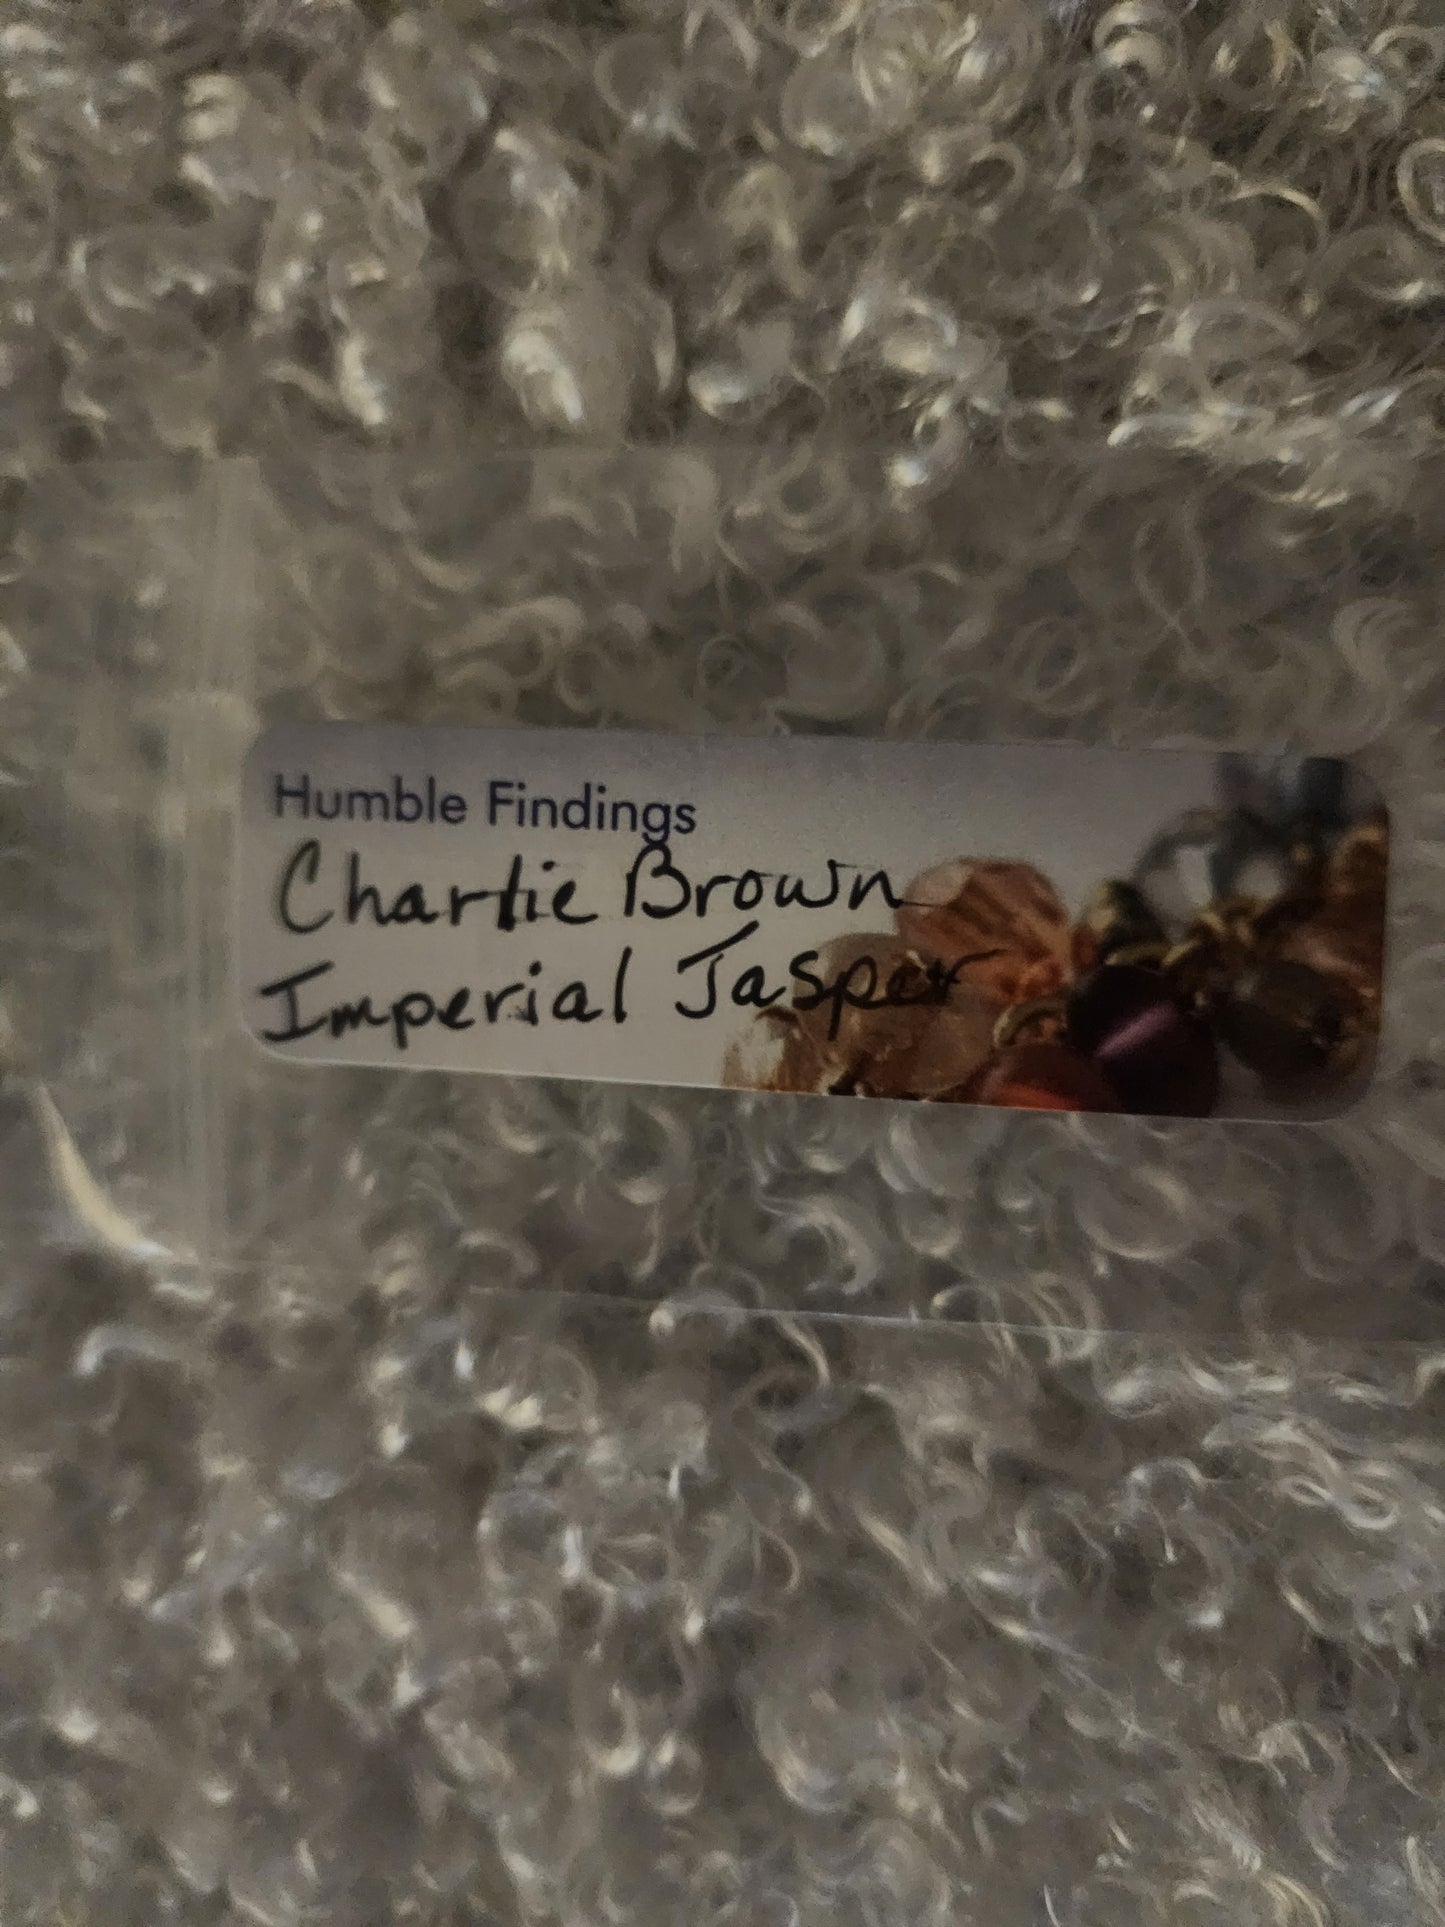 Humble Findings
Charlie Brown
Imperial Jasper